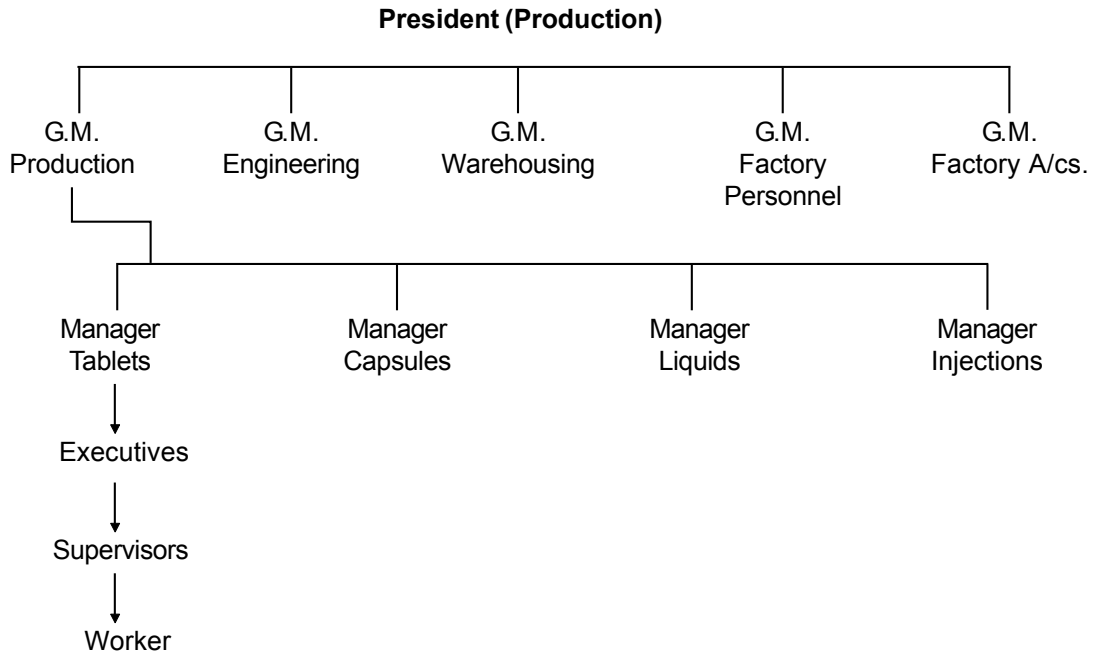 President (Production)
G.M.
Production
G.M.
Engineering
G.M.
Warehousing
G.M.
Factory
Personnel
G.M.
Factory A/cs.
Manager
Tablets
Manager
Capsules
Manager
Liquids
Manager
Injections
Executives
Supervisors
Worker